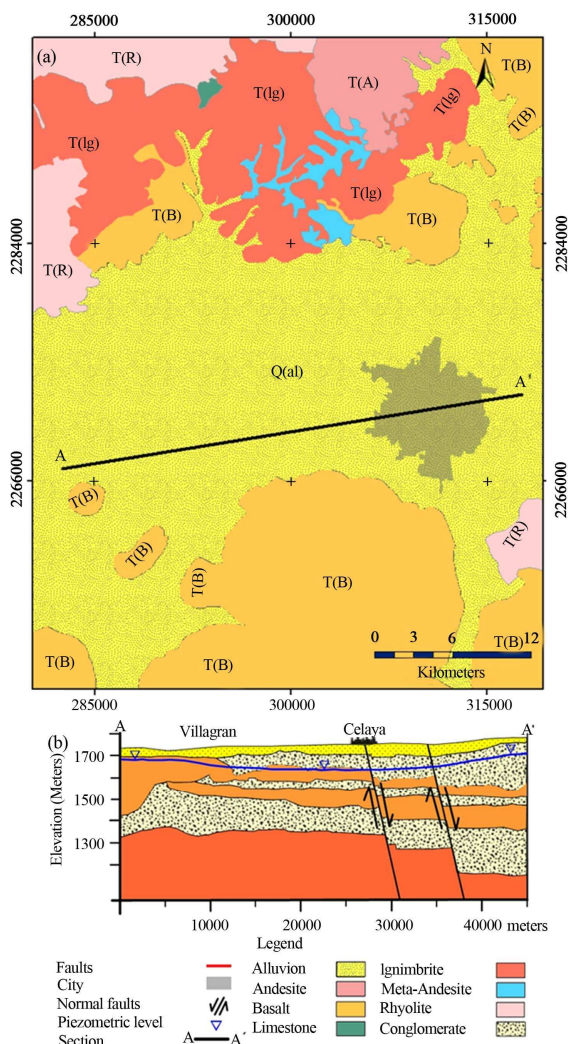 285000 300000 315000
(a) T(R) T(lg) T(A) N T(B)
T(lg) T(B)
T(lg)
T(lg)
T(B) T(B)
2284000 2284000
T(R)
Q(al)
A'
A
2266000 2266000
T(B)
T(R)
T(B)
T(B) T(B)
T(B)
0 3 6 12
T(B) T(B)
Kilometers
285000 300000 315000
A A'
(b) Villagran Celaya
1700
1500
1300
Elevation (Meters)
10000 20000 30000 40000 meters
Legend
Faults Alluvion lgnimbrite
City Andesite Meta-Andesite
Normal faults Basalt Rhyolite
Piezometric level Limestone Conglomerate
Section A A'